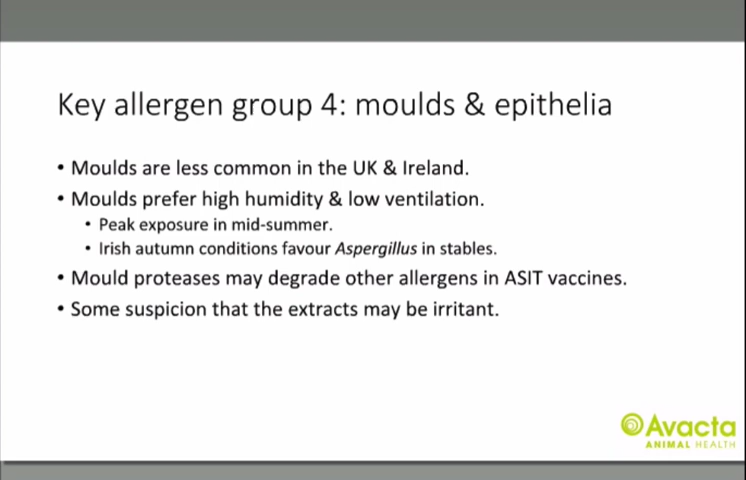 Key allergen group 4: moulds & epithelia
• Moulds are less common in the UK & Ireland.
• Moulds prefer high humidity & low ventilation.
• Peak exposure in mid-summer.
• Irish autumn conditions favour Aspergillus in stables.
• Mould proteases may degrade other allergens in ASIT vaccines.
• Some suspicion that the extracts may be irritant.
Avacta
ANIMAL HEALTH